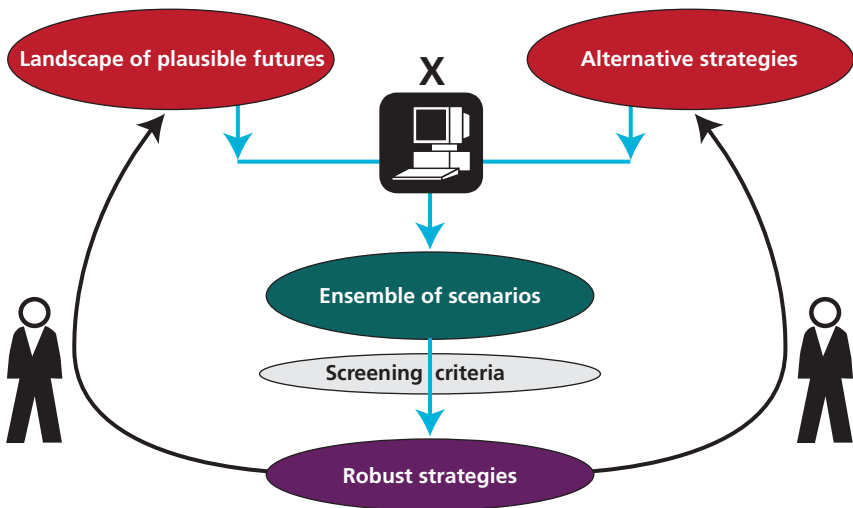 Landscape of plausible futures
Alternative strategies
X
Ensemble of scenarios
Screening criteria
Robust strategies